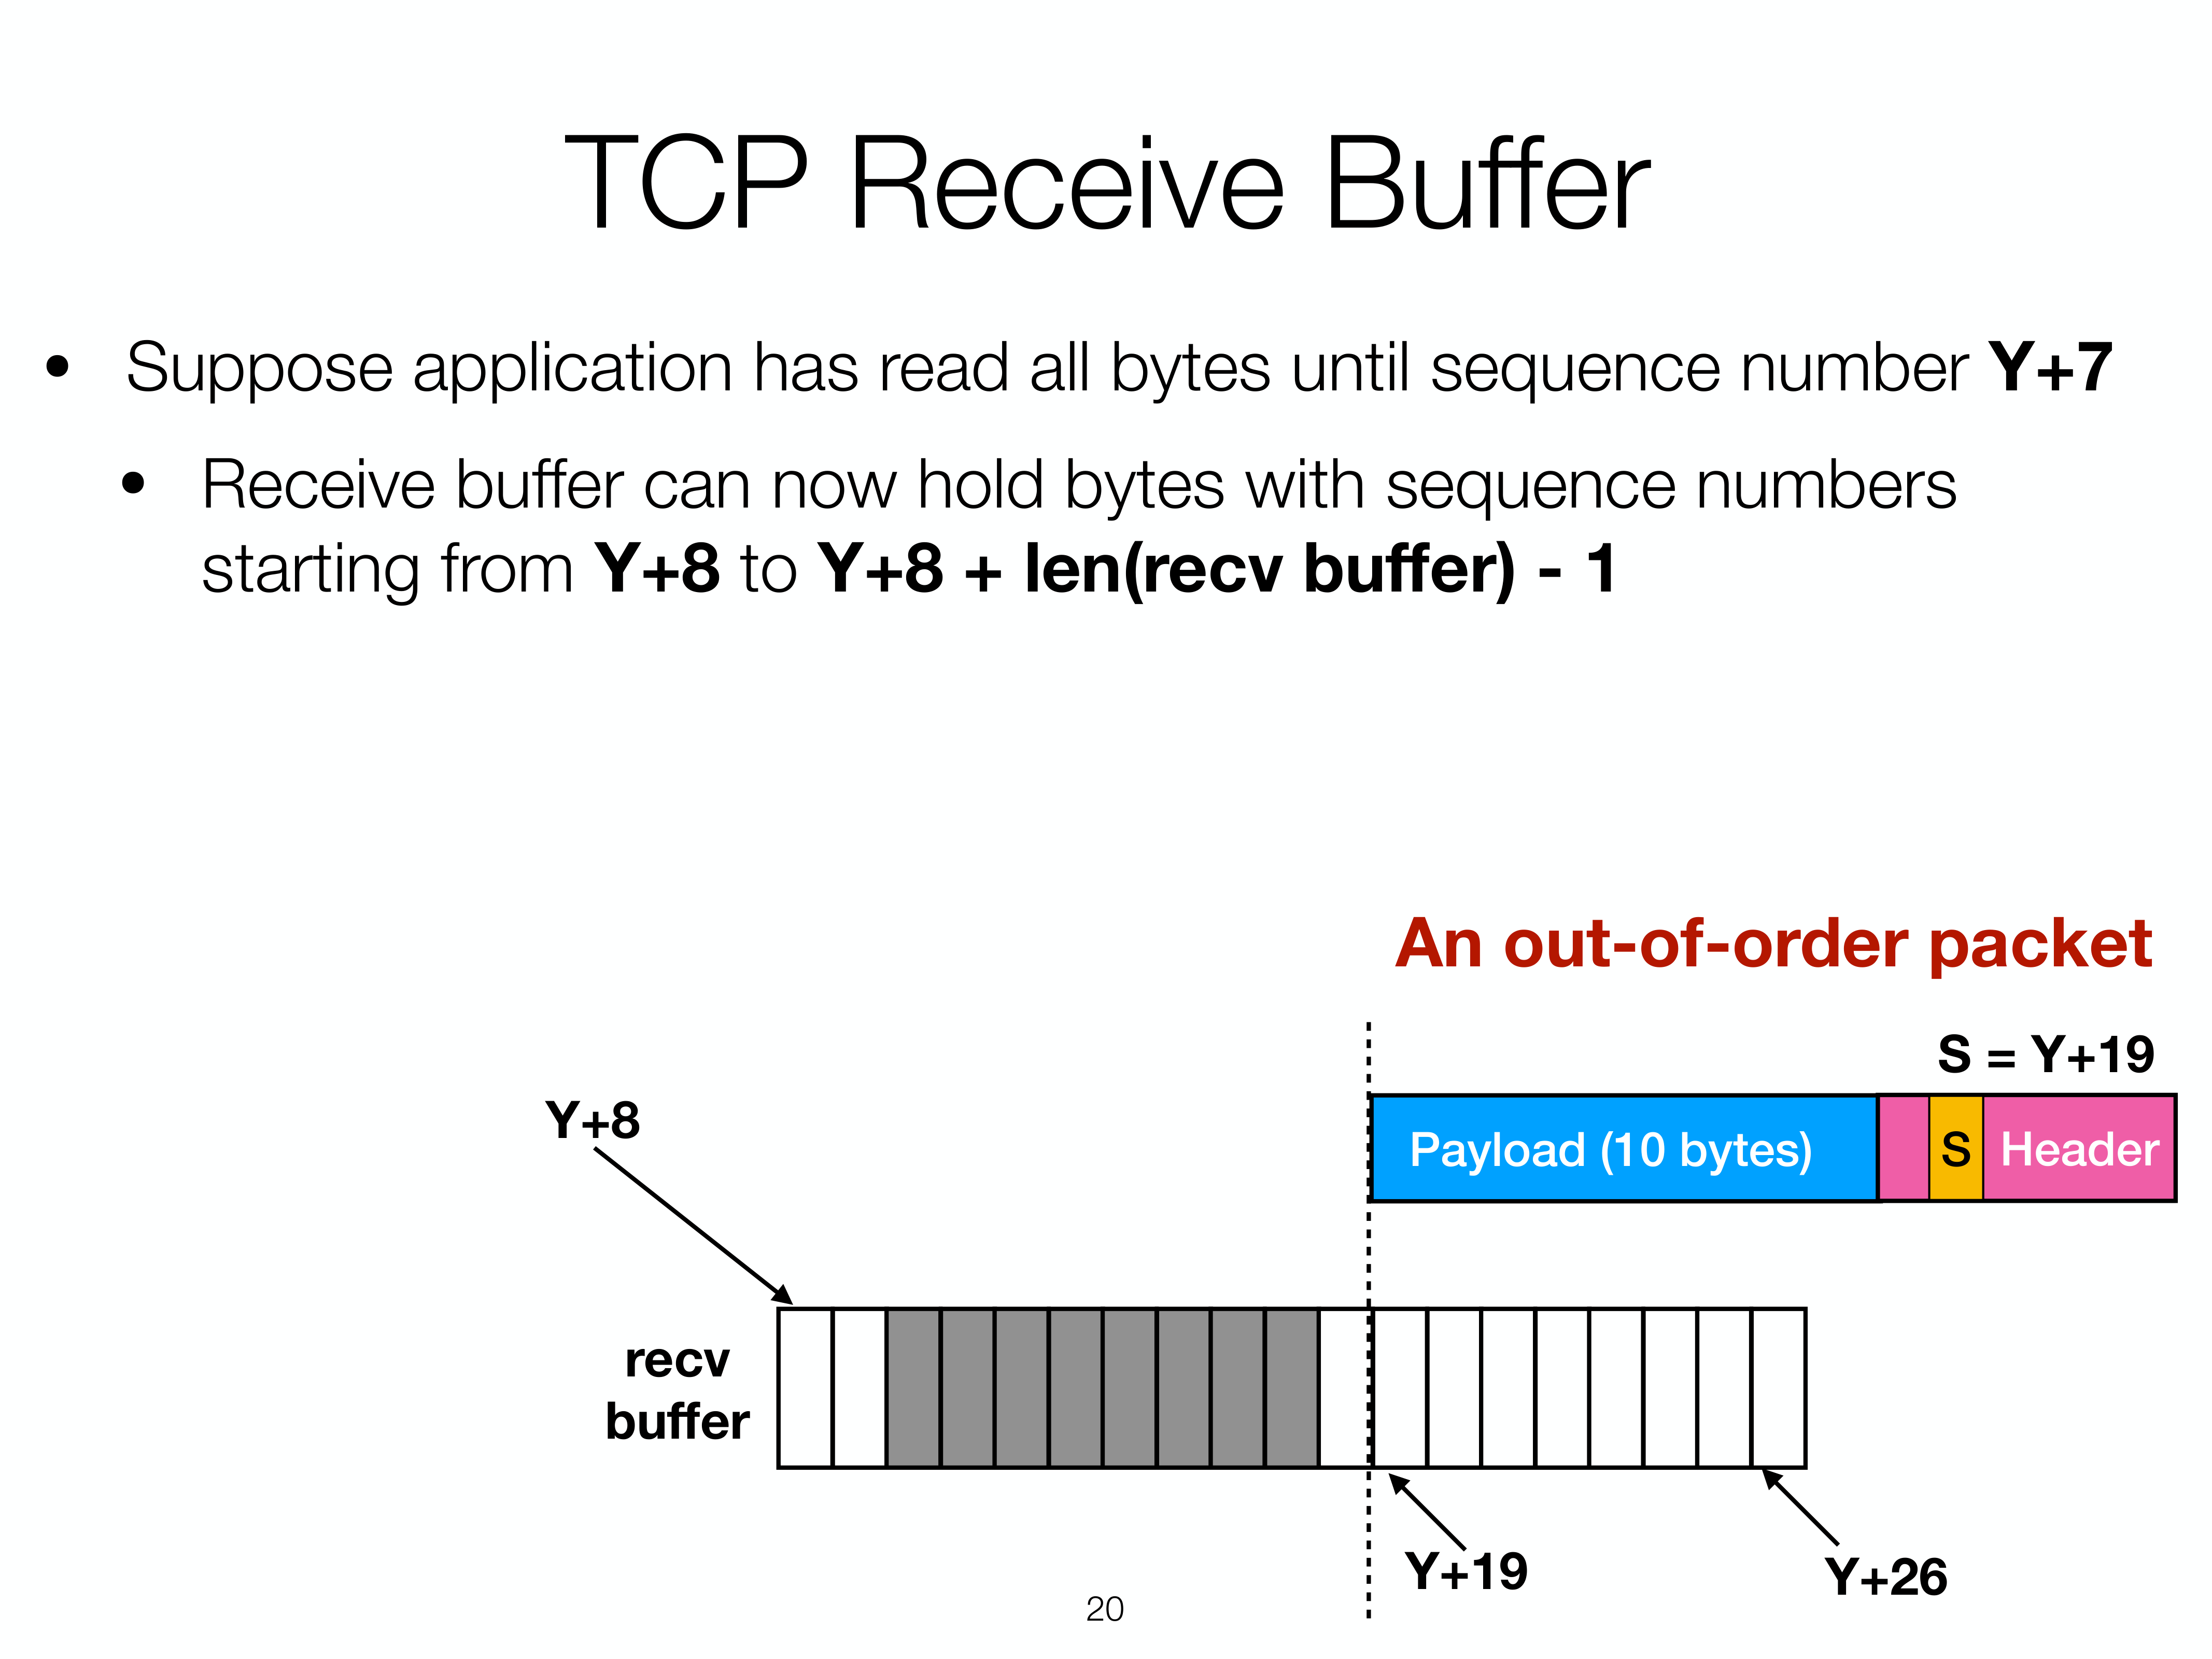 TCP Receive Buffer
• Suppose application has read all bytes until sequence number Y+7
• Receive buffer can now hold bytes with sequence numbers
starting from Y+8 to Y+8 + len(recv buffer) - 1
An out-of-order packet
S = Y+19
Y+8
Payload (10 bytes)
S
Header
recv
buffer
Y+19
Y+26
20